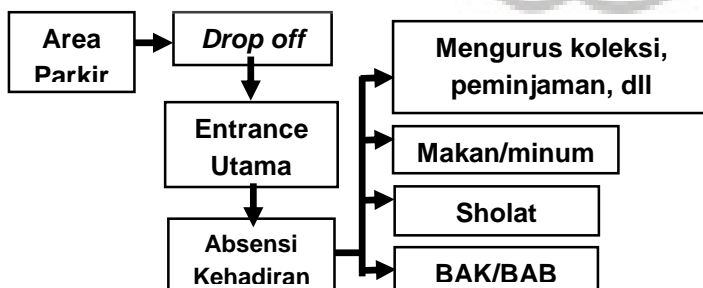 Area
Parkir
Drop off
Entrance
Utama
Absensi
Kehadiran
Mengurus koleksi,
peminjaman, dll
Makan/minum
Sholat
BAK/BAB